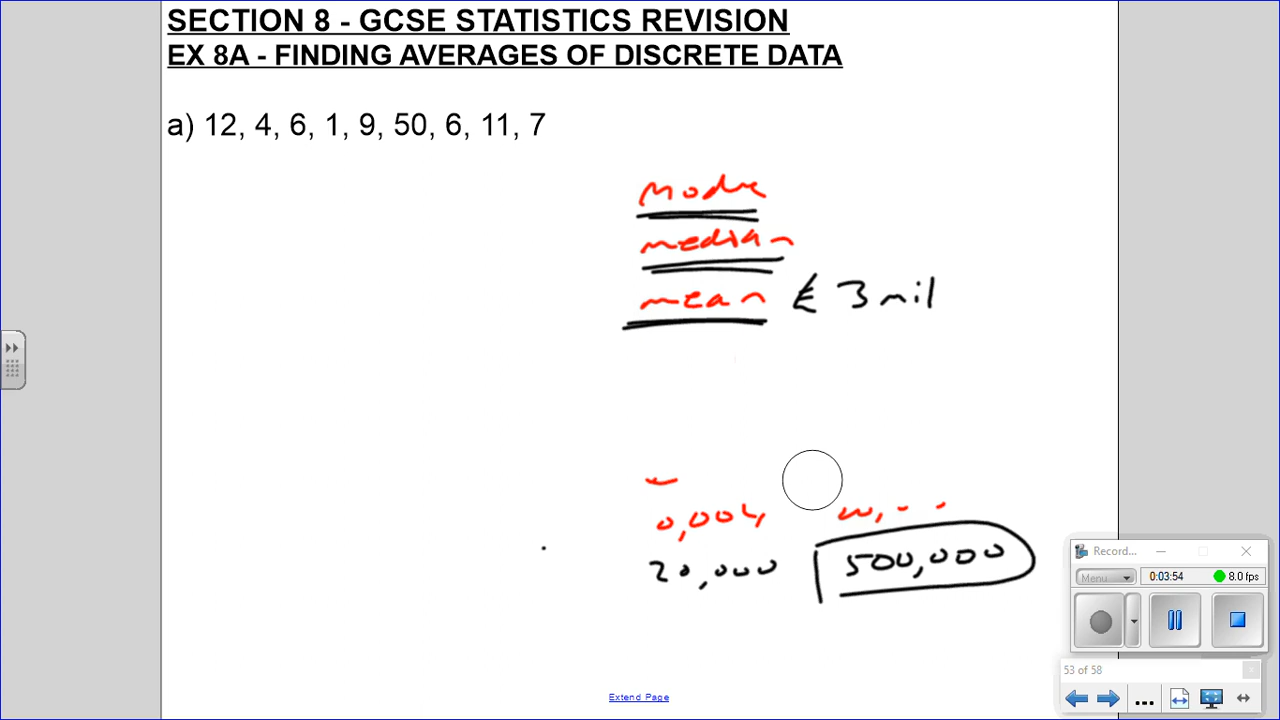 SECTION 8 - GCSE STATISTICS REVISION
EX 8A - FINDING AVERAGES OF DISCRETE DATA
a) 12, 4, 6, 1, 9, 50, 6, 11, 7
Mode
median
mean £ 3 mil
20,000 500,000
Record...
Menu
0:03:54
8.0 fps
53 of 58
Extend Page